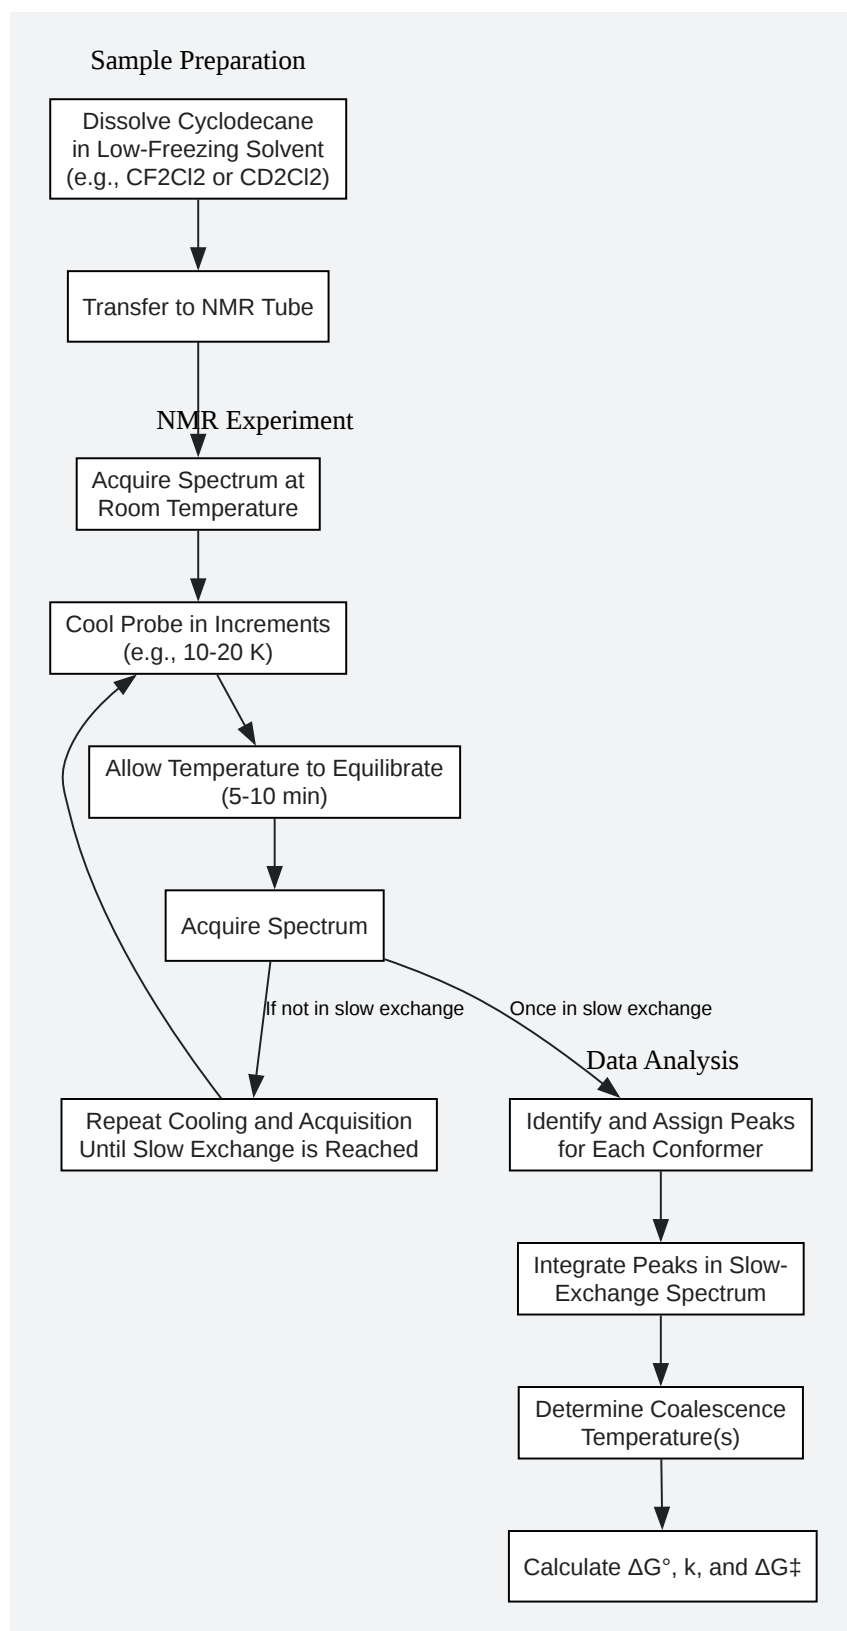 Sample Preparation
Dissolve Cyclodecane
in Low-Freezing Solvent
(e.g., CF2Cl2 or CD2Cl2)
Transfer to NMR Tube
NMR Experiment
Acquire Spectrum at
Room Temperature
Cool Probe in Increments
(e.g., 10-20 K)
Allow Temperature to Equilibrate
(5-10 min)
Acquire Spectrum
If not in slow exchange
Once in slow exchange
Data Analysis
Repeat Cooling and Acquisition
Until Slow Exchange is Reached
Identify and Assign Peaks
for Each Conformer
Integrate Peaks in Slow-
Exchange Spectrum
Determine Coalescence
Temperature(s)
Calculate ΔG°, k, and ΔG‡